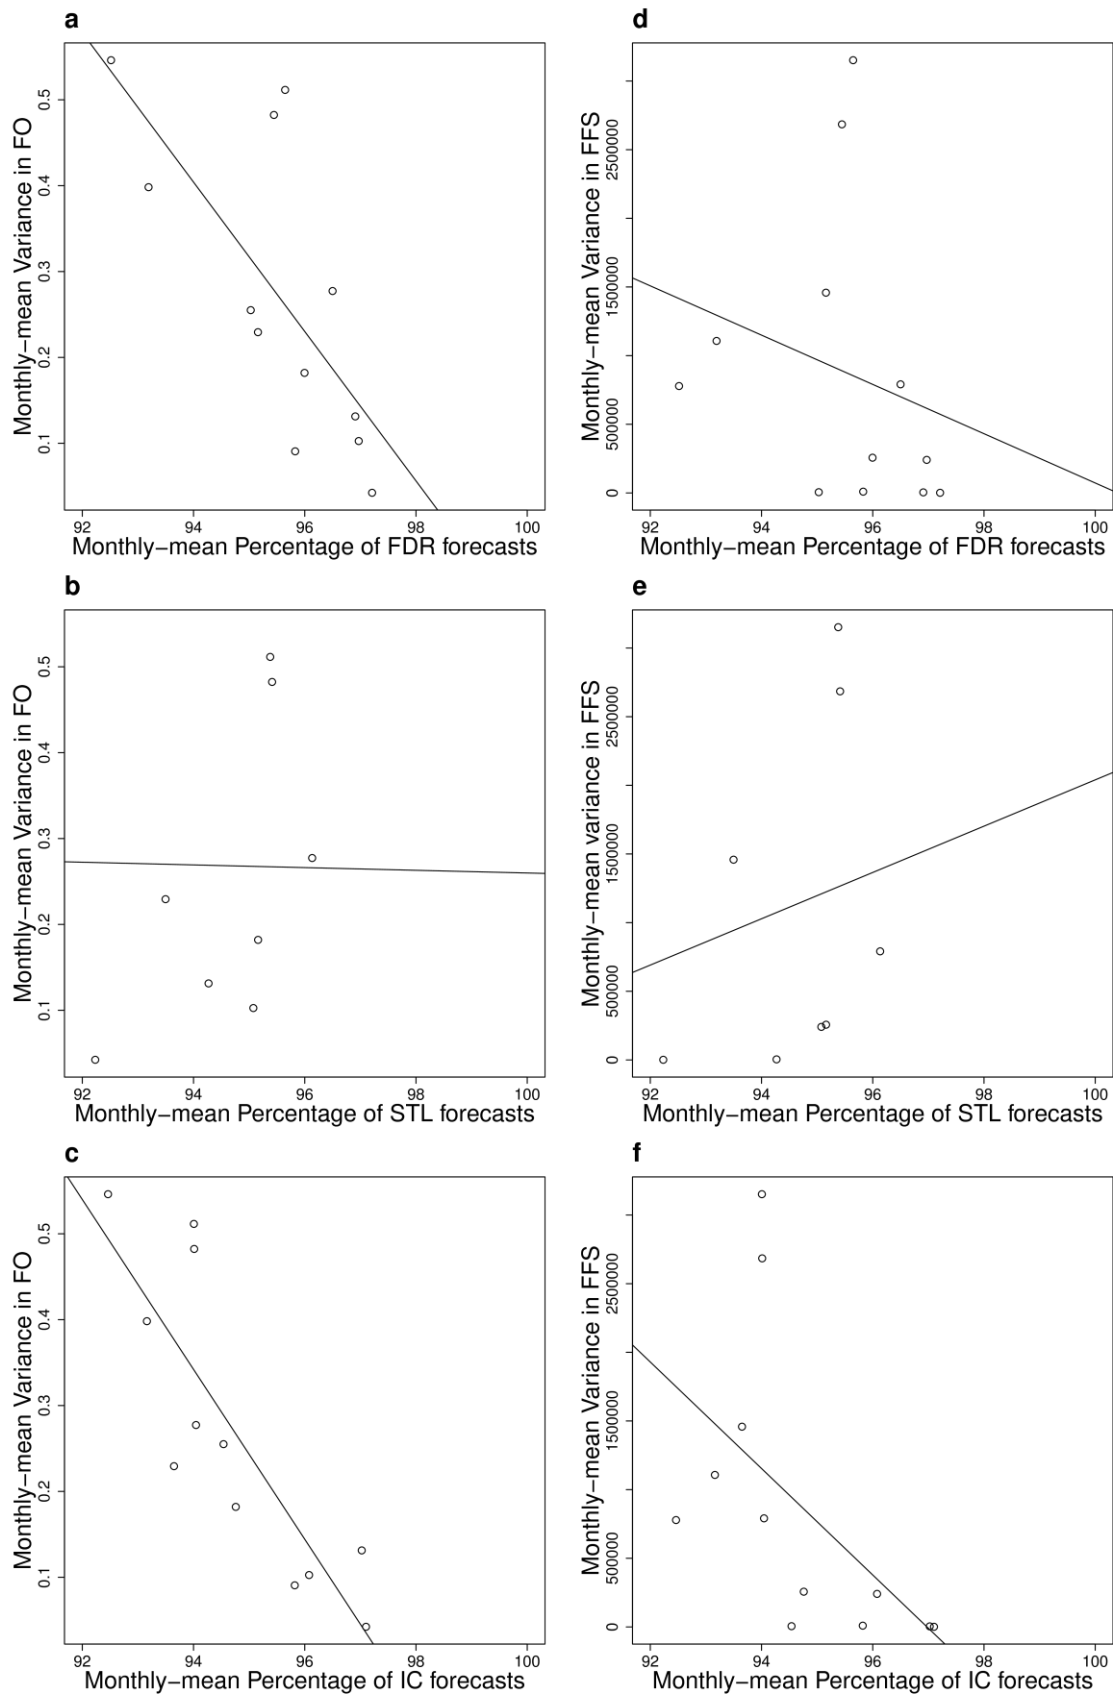 a
Monthly−mean Variance in FO
0.5
0.4
0.3
0.2
0.1
92 94 96 98 100
Monthly−mean Percentage of FDR forecasts
d
Monthly−mean Variance in FFS
2500000
1500000
500000
0
92 94 96 98 100
Monthly−mean Percentage of FDR forecasts
b
Monthly−mean Variance in FO
0.5
0.4
0.3
0.2
0.1
92 94 96 98 100
Monthly−mean Percentage of STL forecasts
e
Monthly−mean variance in FFS
2500000
1500000
500000
0
92 94 96 98 100
Monthly−mean Percentage of STL forecasts
c
Monthly−mean Variance in FO
0.5
0.4
0.3
0.2
0.1
92 94 96 98 100
Monthly−mean Percentage of IC forecasts
f
Monthly−mean Variance in FFS
2500000
1500000
500000
0
92 94 96 98 100
Monthly−mean Percentage of IC forecasts